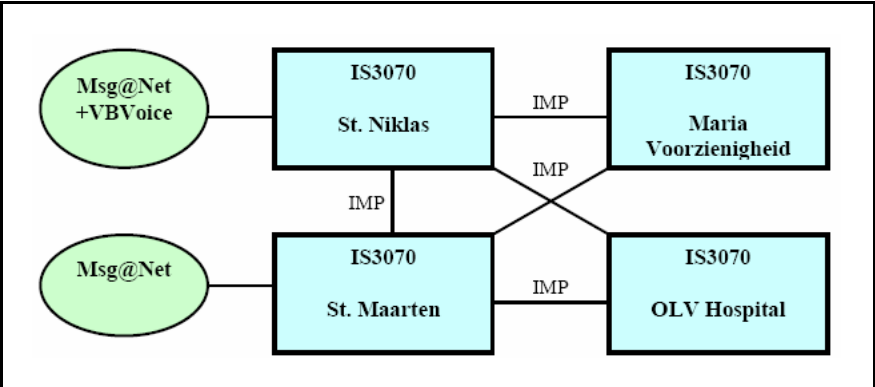 Msg@Net
+VBVoice
IS3070
St. Niklas
IMP
IS3070
Maria
Voorzienigheid
IMP
IMP
Msg@Net
IS3070
St. Maarten
IMP
IS3070
OLV Hospital